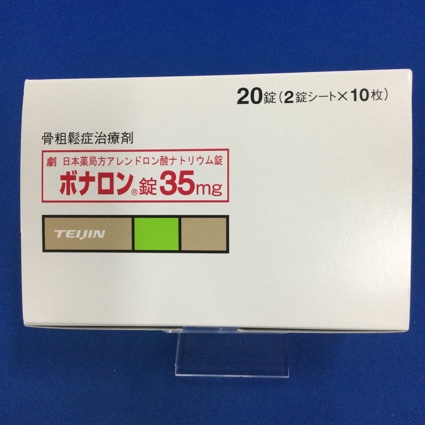 20錠(2錠シート×10枚)
骨粗鬆症治療剤
劇 日本薬局方アレンドロン酸ナトリウム錠
ボナロン®錠35mg
TEIJIN